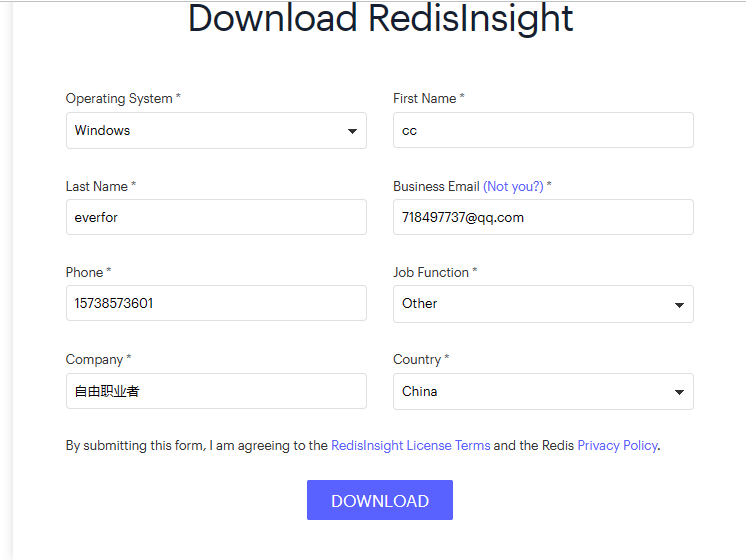 Download RedisInsight
Operating System * First Name *
Windows cc
Last Name * Business Email (Not you?) *
everfor 718497737@qq.com
Phone * Job Function *
15738573601 Other
Company * Country *
自由职业者 China
By submitting this form, I am agreeing to the RedisInsight License Terms and the Redis Privacy Policy.
DOWNLOAD